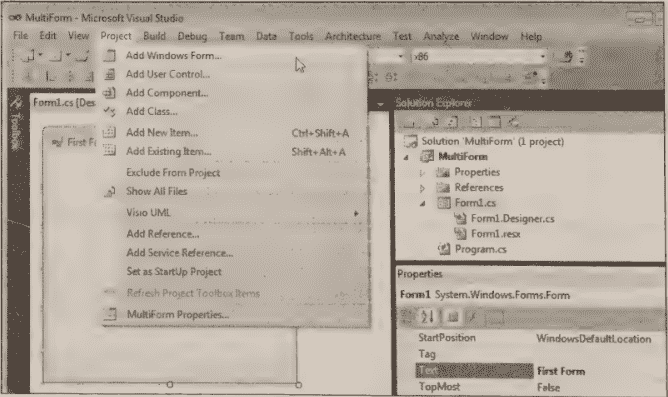 MultiForm - Microsoft Visual Studio
File Edit View Project Build Debug Team Data Tools Architecture Test Analyze Window Help
x86
Add Windows Form...
Add User Control...
Add Component...
Add Class...
Add New Item... Ctrl+Shift+A
Add Existing Item... Shift+Alt+A
Exclude From Project
Show All Files
Visio UML
Add Reference...
Add Service Reference...
Set as StartUp Project
Refresh Project Toolbox Items
MultiForm Properties...
Toolbox
Form1.cs [Des
First F
Solution Explorer
Solution 'MultiForm' (1 project)
MultiForm
Properties
References
Form1.cs
Form1.Designer.cs
Form1.resx
Program.cs
Properties
Form1 System.Windows.Forms.Form
StartPosition WindowsDefaultLocation
Tag
Text First Form
TopMost False